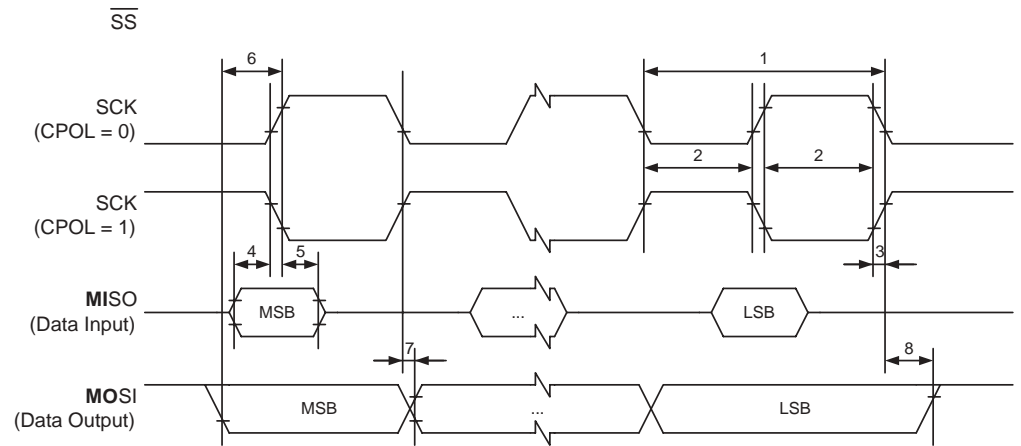 SS
6
1
SCK
(CPOL = 0)
2
2
SCK
(CPOL = 1)
4
5
3
MISO
(Data Input)
MSB
...
LSB
7
8
MOSI
(Data Output)
MSB
...
LSB